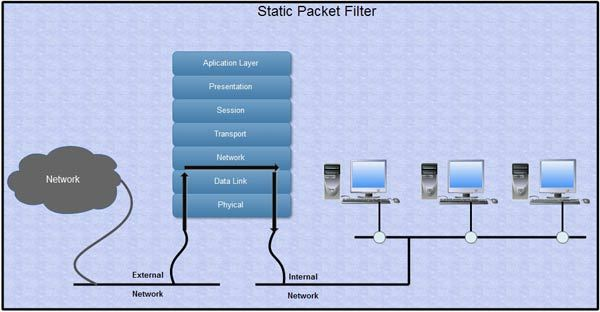 Static Packet Filter
Aplication Layer
Presentation
Session
Transport
Network
Data Link
Phyical
Network
External
Network
Internal
Network